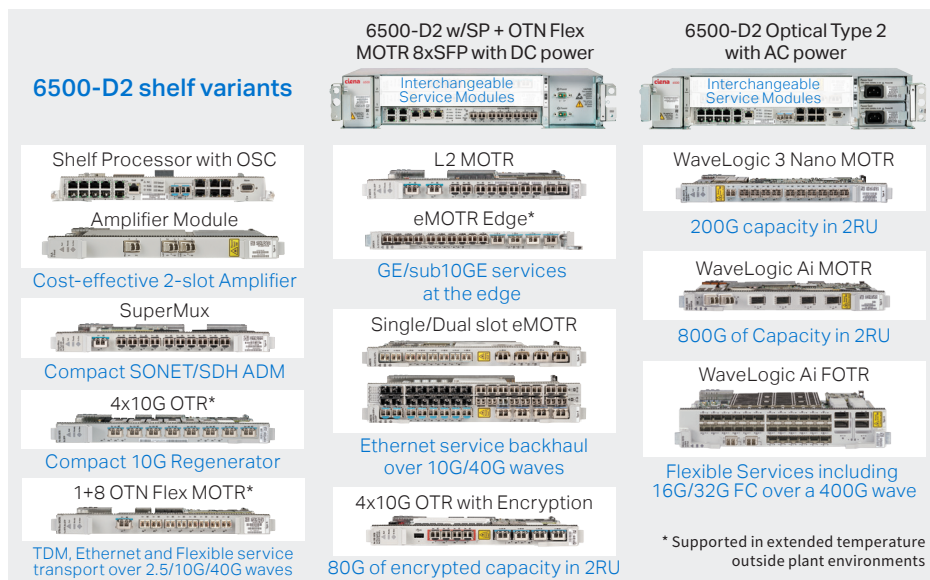 6500-D2 shelf variants
6500-D2 w/SP + OTN Flex
MOTR 8xSFP with DC power
ciena
Interchangeable
Service Modules
6500-D2 Optical Type 2
with AC power
ciena
Interchangeable
Service Modules
Shelf Processor with OSC
Amplifier Module
Cost-effective 2-slot Amplifier
SuperMux
Compact SONET/SDH ADM
4x10G OTR*
Compact 10G Regenerator
1+8 OTN Flex MOTR*
TDM, Ethernet and Flexible service
transport over 2.5/10G/40G waves
L2 MOTR
eMOTR Edge*
GE/sub10GE services
at the edge
Single/Dual slot eMOTR
Ethernet service backhaul
over 10G/40G waves
4x10G OTR with Encryption
80G of encrypted capacity in 2RU
WaveLogic 3 Nano MOTR
200G capacity in 2RU
WaveLogic Ai MOTR
800G of Capacity in 2RU
WaveLogic Ai FOTR
Flexible Services including
16G/32G FC over a 400G wave
* Supported in extended temperature
outside plant environments